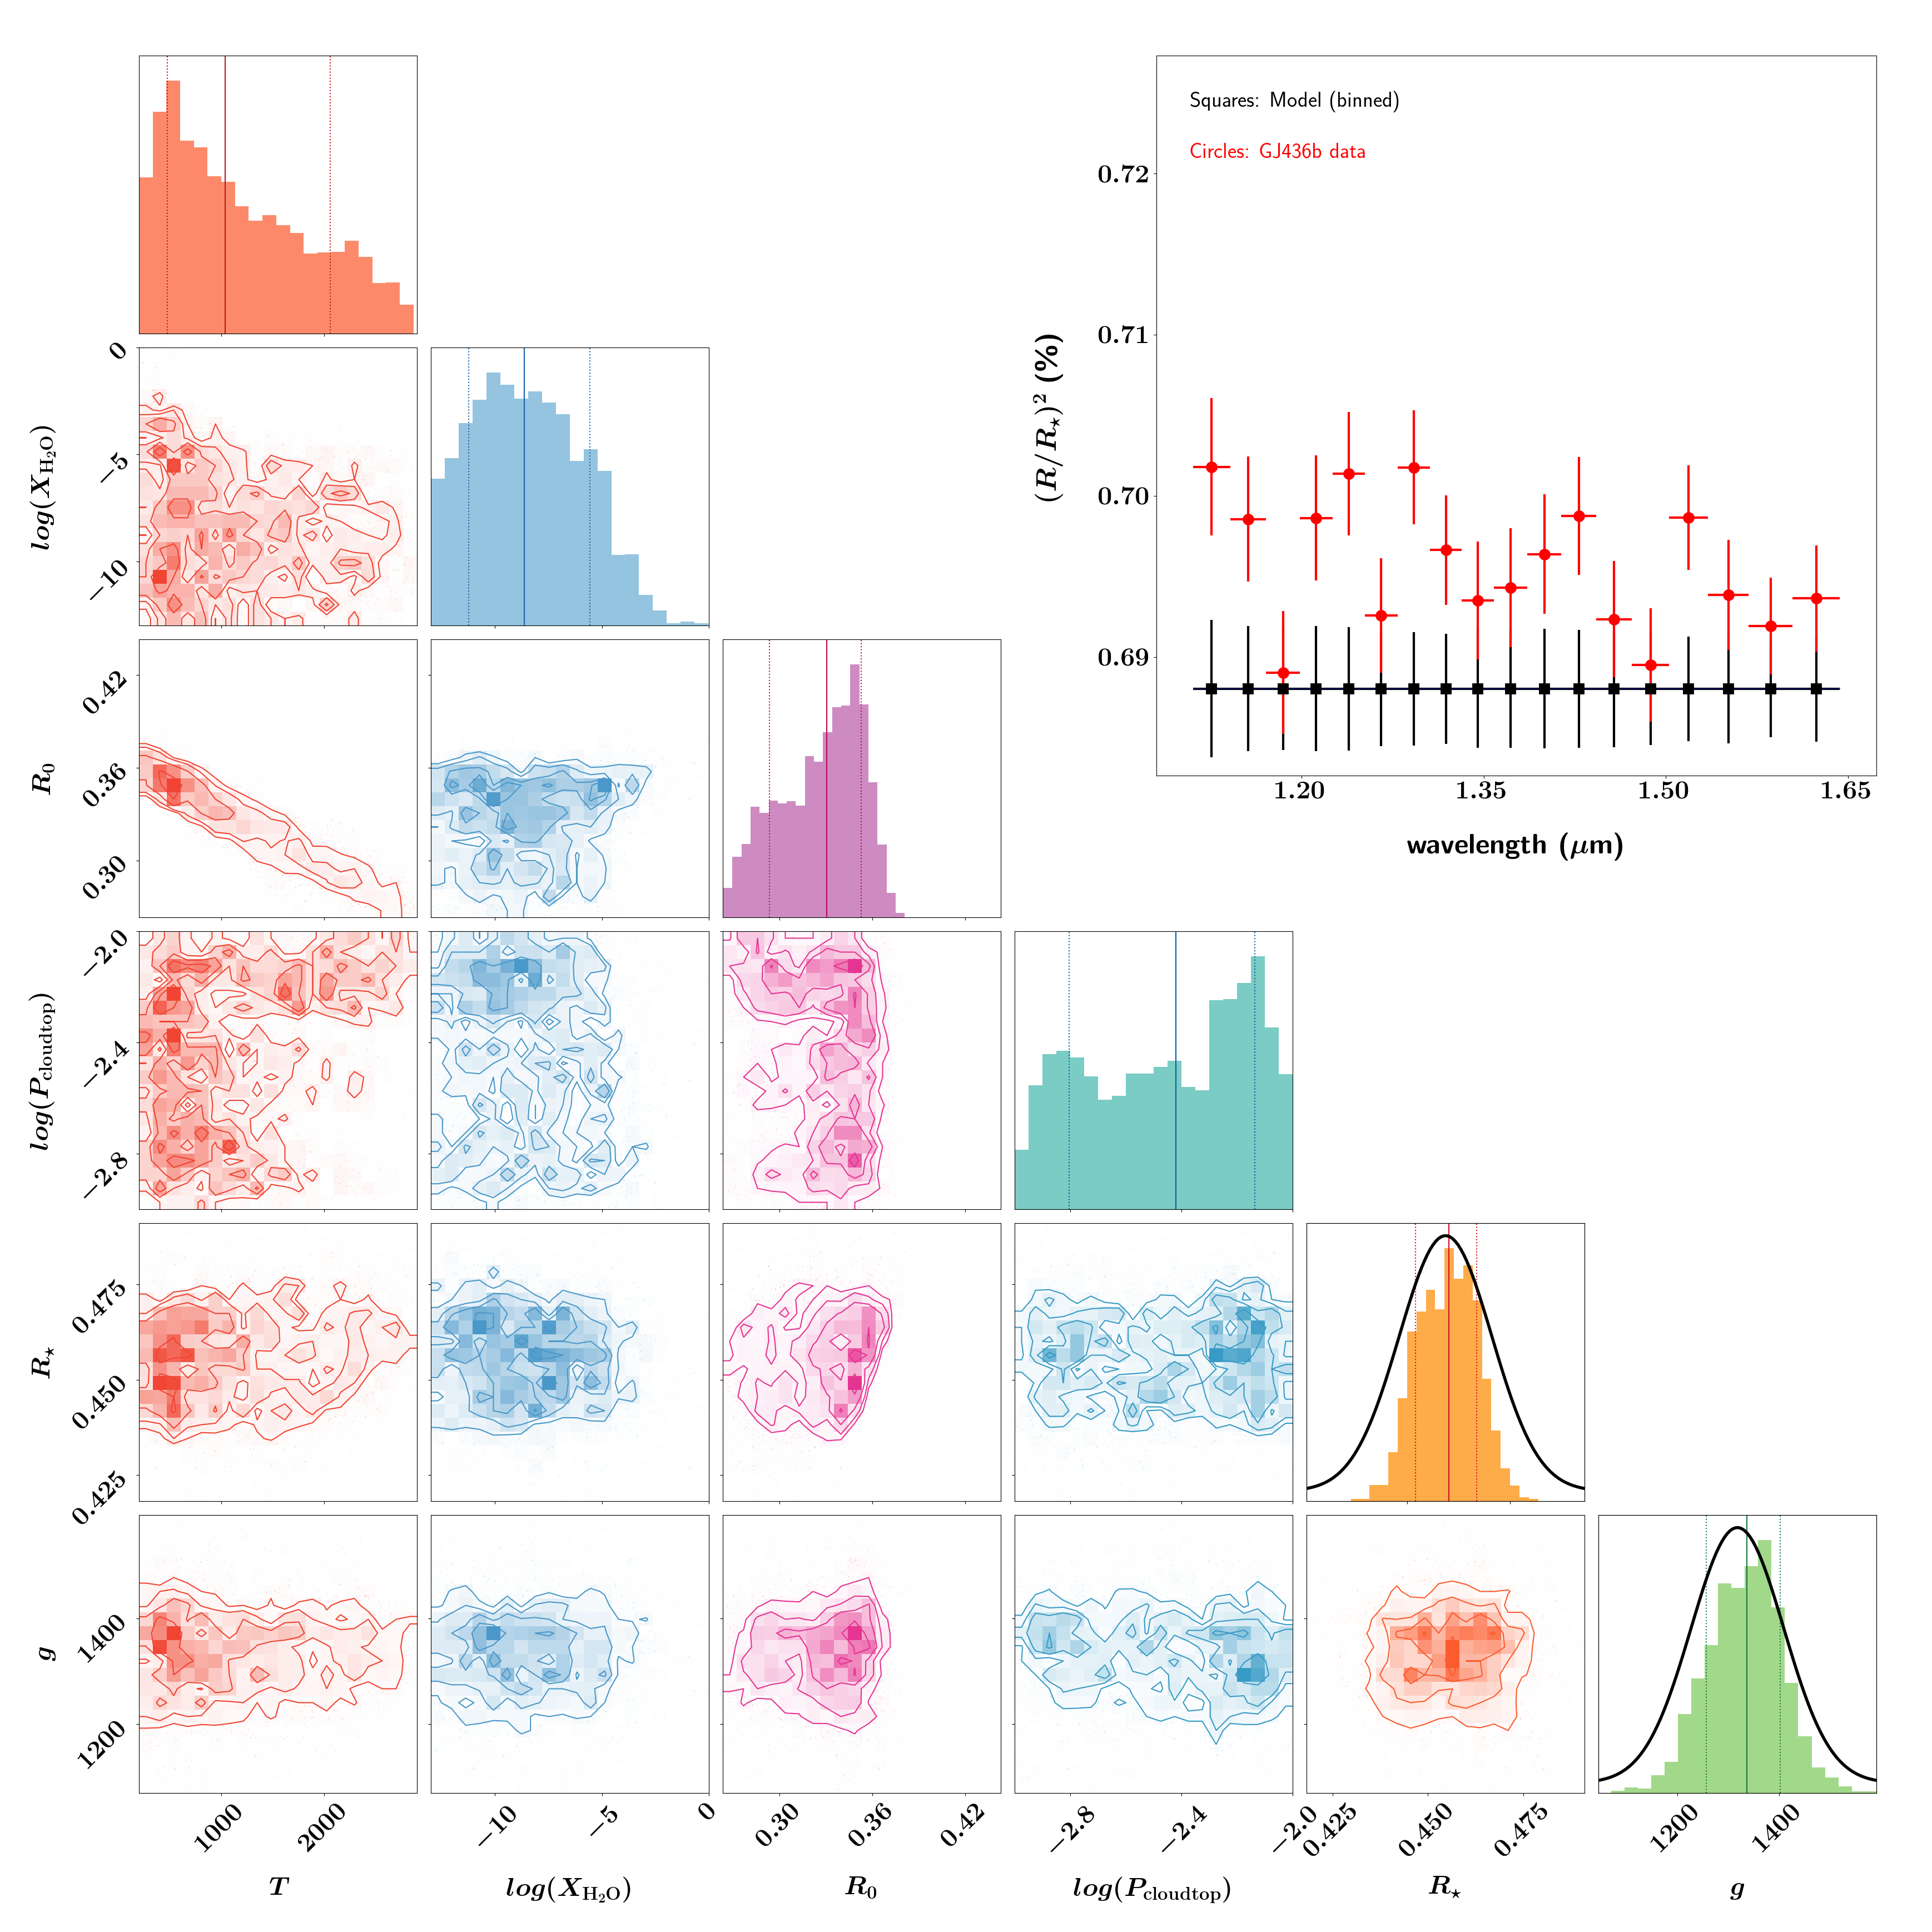 Squares: Model (binned)
Circles: GJ436b data
0.72
0.71
0.70
0.69
(R/R⋆)² (%)
1.20 1.35 1.50 1.65
wavelength (μm)
0
−5
−10
log(X_H₂O)
0.42
0.36
0.30
R₀
−2.0
−2.4
−2.8
log(P_cloudtop)
0.475
0.450
0.425
R⋆
1400
1200
g
1000 2000 −10 −5 0 0.30 0.36 0.42 −2.8 −2.4 −2.0 0.425 0.450 0.475 1200 1400
T log(X_H₂O) R₀ log(P_cloudtop) R⋆ g